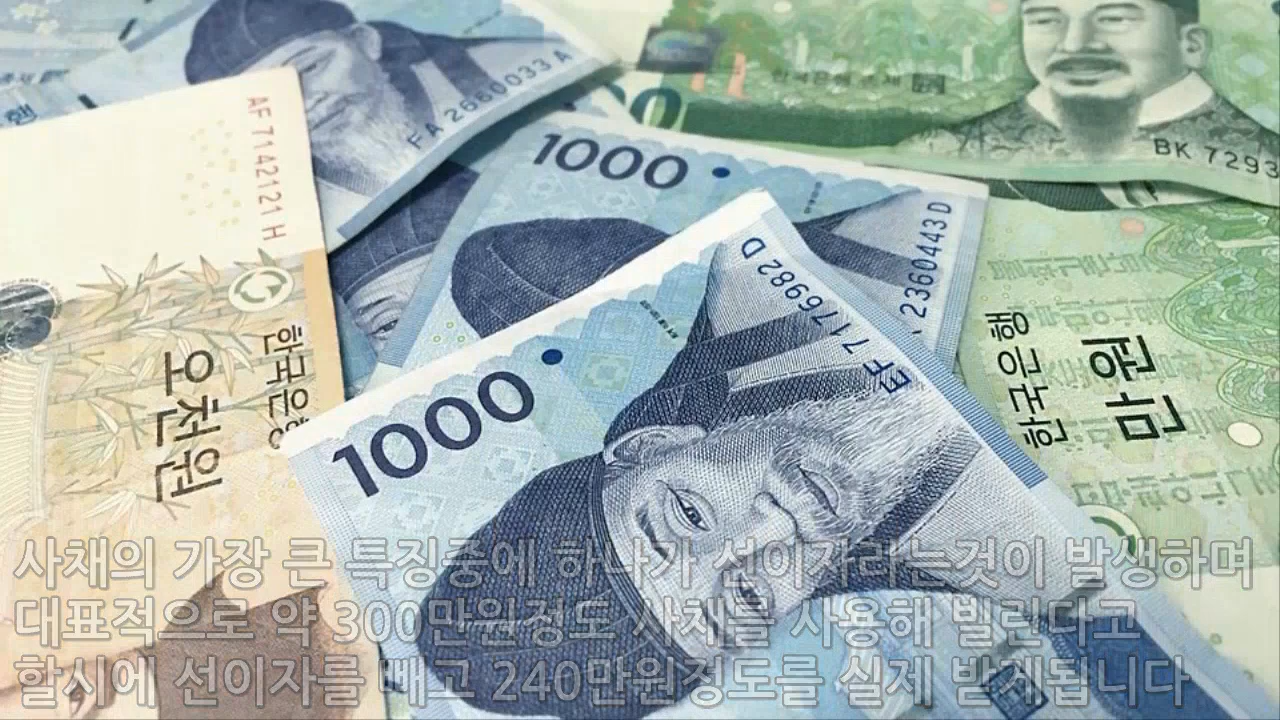 FA 2660033 A
AF 7142121 H
1000
BK 7293
2360443 D
EF 7176982 D
1000
한국은행
오천원
한국은행
만원
사채의 가장 큰 특징중에 하나가 선이자라는것이 발생하며
대표적으로 약 300만원정도 사채를 사용해 빌린다고
할시에 선이자를 빼고 240만원정도를 실제 받게됩니다